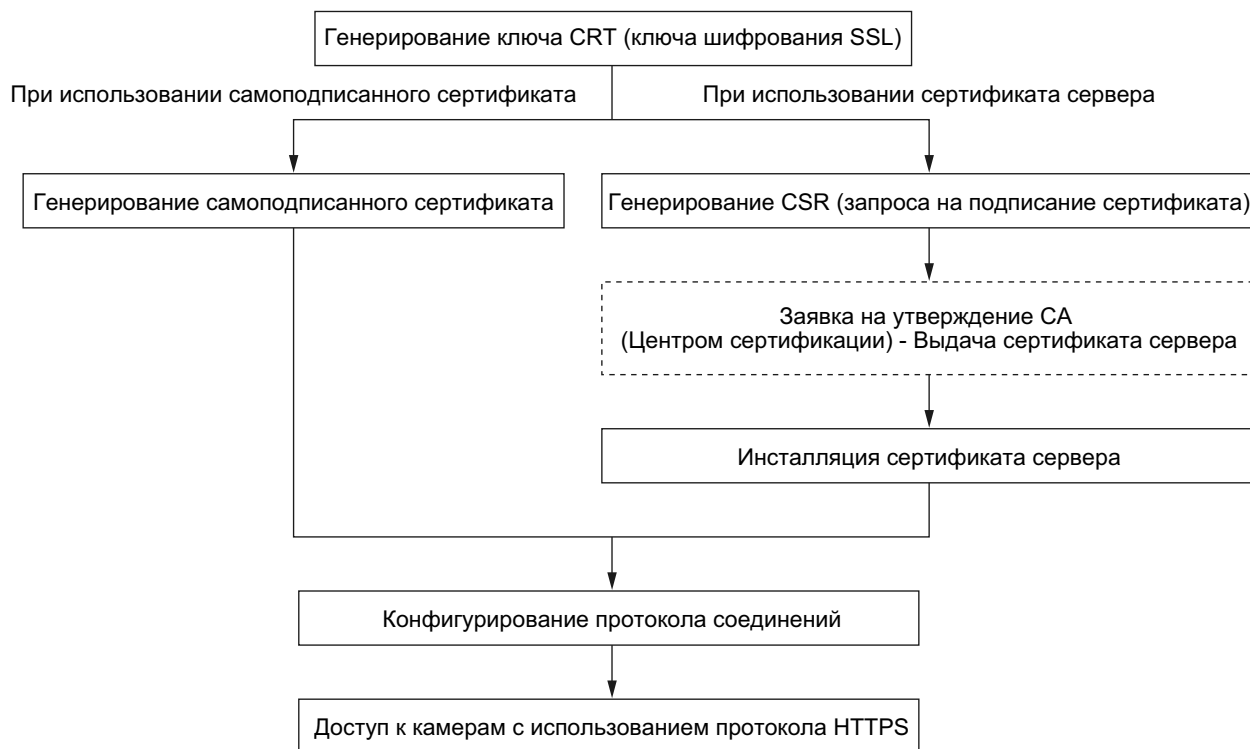 Генерирование ключа CRT (ключа шифрования SSL)
При использовании самоподписанного сертификата
При использовании сертификата сервера
Генерирование самоподписанного сертификата
Генерирование CSR (запроса на подписание сертификата)
Заявка на утверждение CA
(Центром сертификации) - Выдача сертификата сервера
Инсталляция сертификата сервера
Конфигурирование протокола соединений
Доступ к камерам с использованием протокола HTTPS